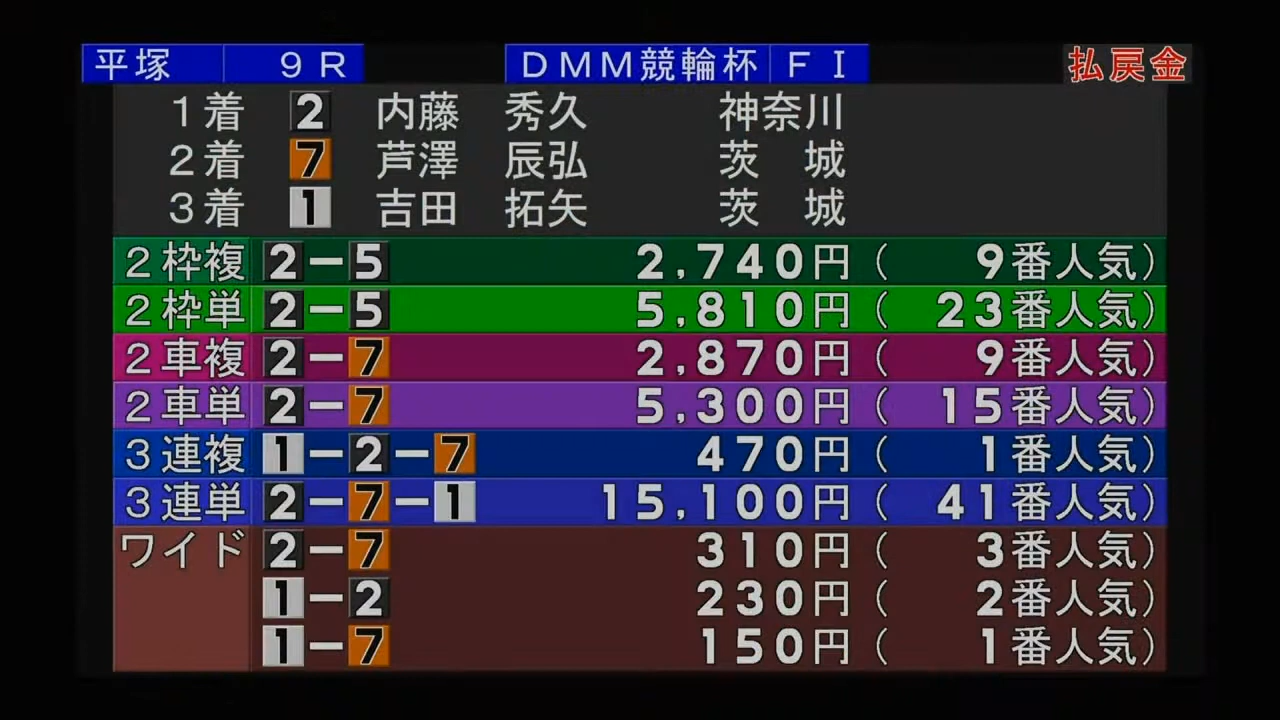 平塚 9R DMM競輪杯 FⅠ 払戻金
1着 2 内藤 秀久 神奈川
2着 7 芦澤 辰弘 茨 城
3着 1 吉田 拓矢 茨 城
2枠複 2-5 2,740円( 9番人気)
2枠単 2-5 5,810円( 23番人気)
2車複 2-7 2,870円( 9番人気)
2車単 2-7 5,300円( 15番人気)
3連複 1-2-7 470円( 1番人気)
3連単 2-7-1 15,100円( 41番人気)
ワイド 2-7 310円( 3番人気)
1-2 230円( 2番人気)
1-7 150円( 1番人気)